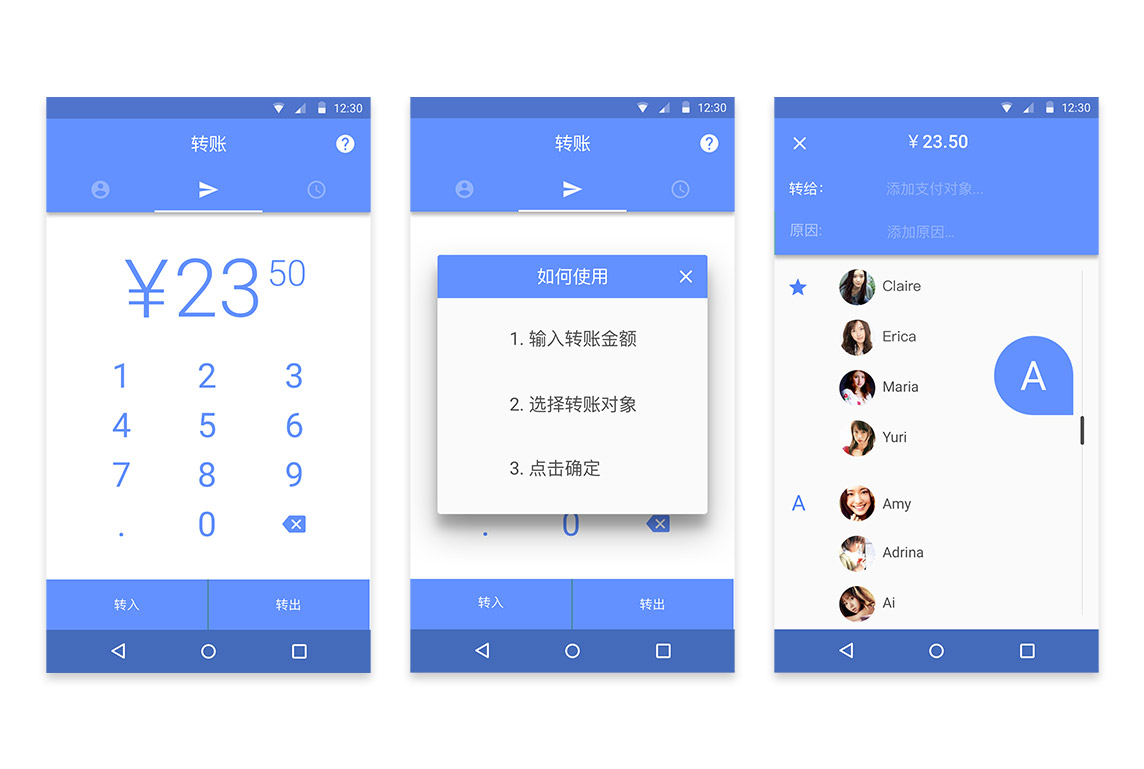 12:30
转账
?
¥23 50
1 2 3
4 5 6
7 8 9
. 0
转入 转出
12:30
转账
?
如何使用
1. 输入转账金额
2. 选择转账对象
3. 点击确定
. 0
转入 转出
12:30
¥ 23.50
转给:
添加支付对象...
原因:
添加原因...
Claire
Erica
Maria
A
Yuri
A
Amy
Adrina
Ai